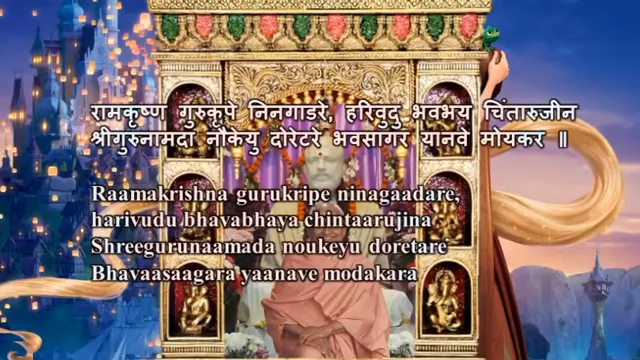 रामकृष्ण गुरुकृपे निनगाडरे, हरिवुदु भवभय चिंतारुजीन
श्रीगुरुनामदा नौकेयु दोरेटरे भवसागर यानवे मोयकर ॥
Raamakrishna gurukripe ninagaadare,
harivudu bhavabhaya chintaarujina
Shreegurunaamada noukeyu doretare
Bhavaasaagara yaanave modakara